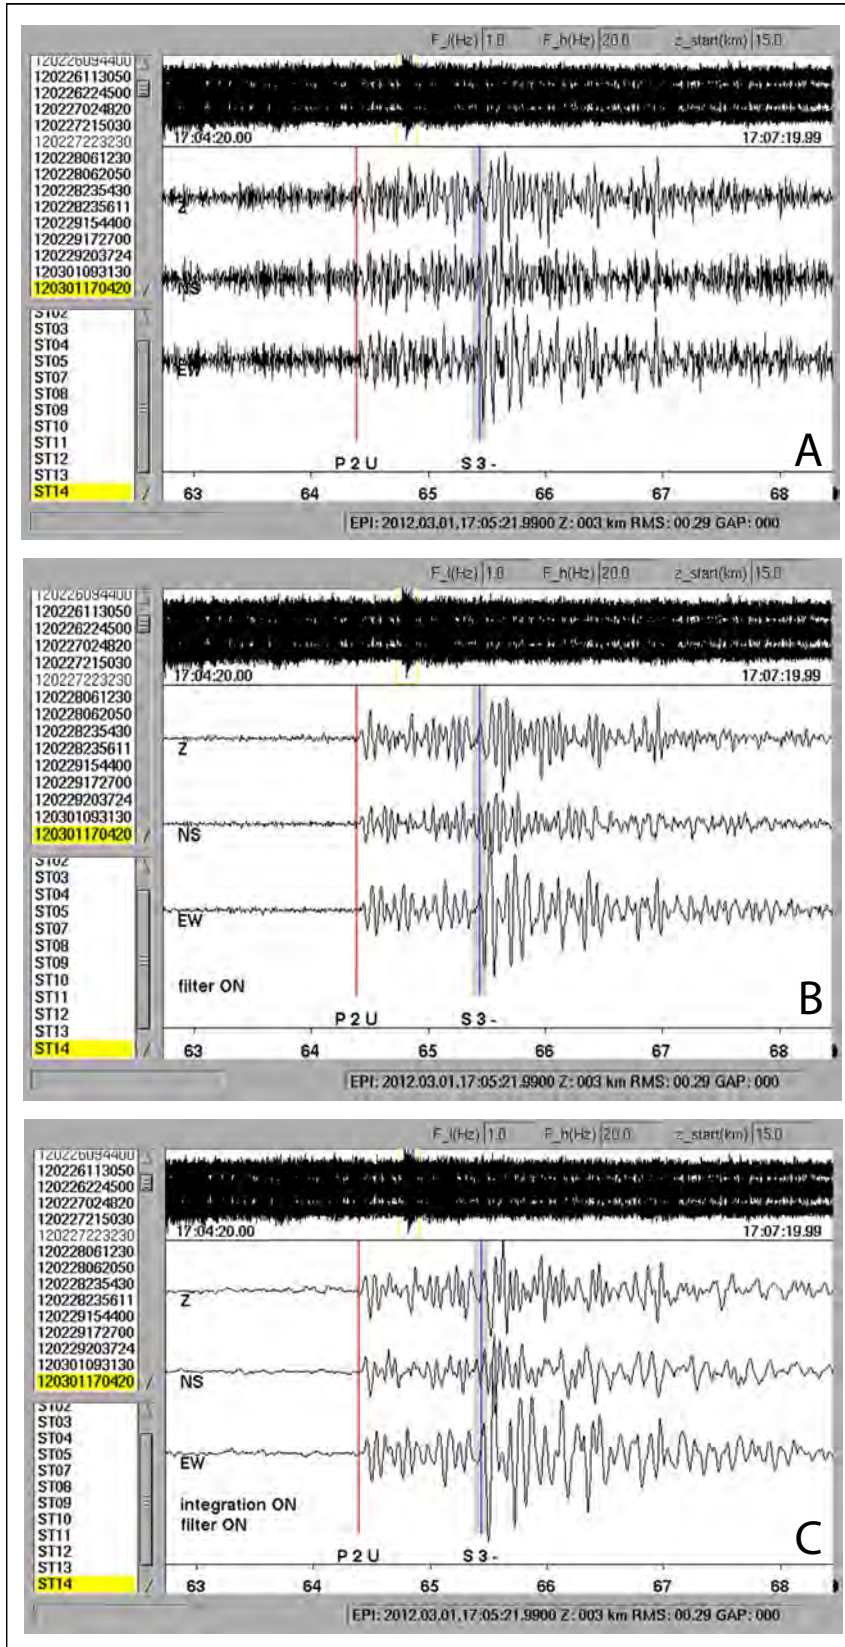 F_l(Hz) 1.0 F_h(Hz) 20.0 z_start(km) 15.0
120226094400
120226113050
120226224500
120227024820
120227215030
120227223230
120228061230
120228062050
120228235430
120228235611
120229154400
120229172700
120229203724
120301093130
120301170420
17:04:20.00 17:07:19.99
Z
NS
EW
ST02
ST03
ST04
ST05
ST07
ST08
ST09
ST10
ST11
ST12
ST13
ST14
P 2 U S 3 -
A
63 64 65 66 67 68
EPI: 2012.03.01,17:05:21.9900 Z: 003 km RMS: 00.29 GAP: 000
F_l(Hz) 1.0 F_h(Hz) 20.0 z_start(km) 15.0
120226094400
120226113050
120226224500
120227024820
120227215030
120227223230
120228061230
120228062050
120228235430
120228235611
120229154400
120229172700
120229203724
120301093130
120301170420
17:04:20.00 17:07:19.99
Z
NS
EW
filter ON
ST02
ST03
ST04
ST05
ST07
ST08
ST09
ST10
ST11
ST12
ST13
ST14
P 2 U S 3 -
B
63 64 65 66 67 68
EPI: 2012.03.01,17:05:21.9900 Z: 003 km RMS: 00.29 GAP: 000
F_l(Hz) 1.0 F_h(Hz) 20.0 z_start(km) 15.0
120226094400
120226113050
120226224500
120227024820
120227215030
120227223230
120228061230
120228062050
120228235430
120228235611
120229154400
120229172700
120229203724
120301093130
120301170420
17:04:20.00 17:07:19.99
Z
NS
EW
integration ON
filter ON
ST02
ST03
ST04
ST05
ST07
ST08
ST09
ST10
ST11
ST12
ST13
ST14
P 2 U S 3 -
C
63 64 65 66 67 68
EPI: 2012.03.01,17:05:21.9900 Z: 003 km RMS: 00.29 GAP: 000